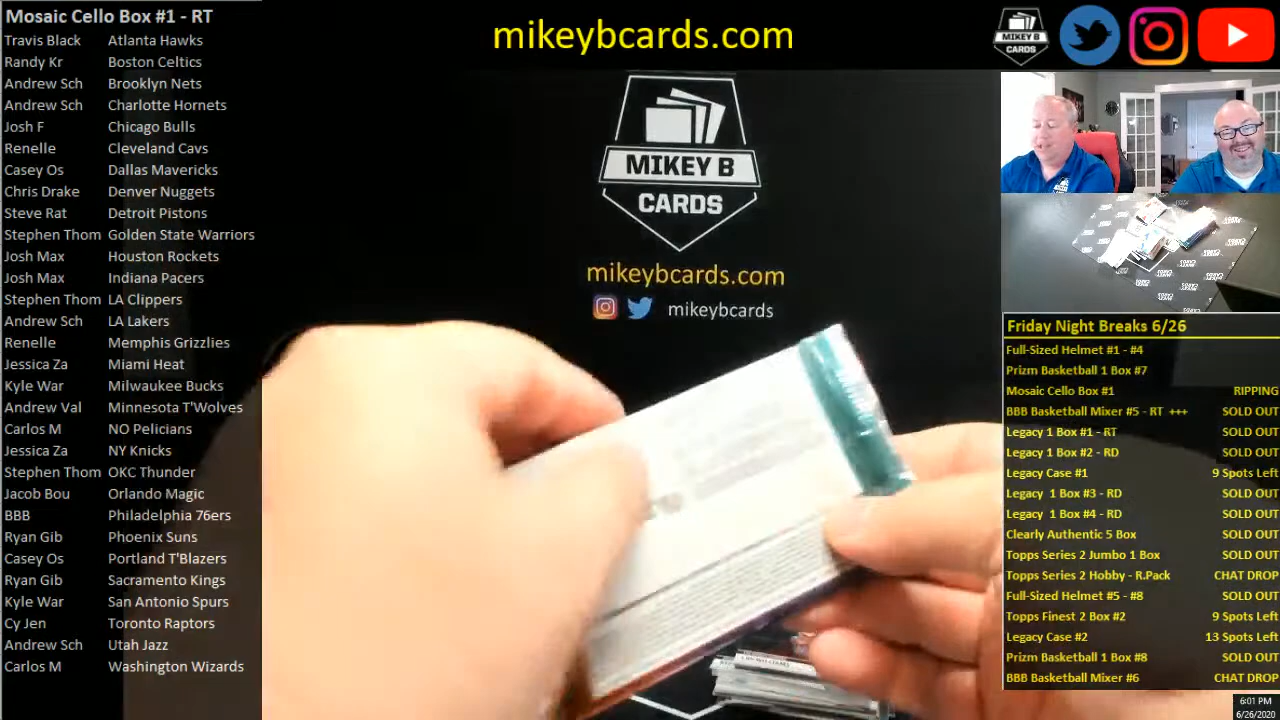 Mosaic Cello Box #1 - RT
Travis Black Atlanta Hawks
Randy Kr Boston Celtics
Andrew Sch Brooklyn Nets
Andrew Sch Charlotte Hornets
Josh F Chicago Bulls
Renelle Cleveland Cavs
Casey Os Dallas Mavericks
Chris Drake Denver Nuggets
Steve Rat Detroit Pistons
Stephen Thom Golden State Warriors
Josh Max Houston Rockets
Josh Max Indiana Pacers
Stephen Thom LA Clippers
Andrew Sch LA Lakers
Renelle Memphis Grizzlies
Jessica Za Miami Heat
Kyle War Milwaukee Bucks
Andrew Val Minnesota T'Wolves
Carlos M NO Pelicians
Jessica Za NY Knicks
Stephen Thom OKC Thunder
Jacob Bou Orlando Magic
BBB Philadelphia 76ers
Ryan Gib Phoenix Suns
Casey Os Portland T'Blazers
Ryan Gib Sacramento Kings
Kyle War San Antonio Spurs
Cy Jen Toronto Raptors
Andrew Sch Utah Jazz
Carlos M Washington Wizards
mikeybcards.com
MIKEY B
CARDS
MIKEY B
CARDS
mikeybcards.com
mikeybcards
Friday Night Breaks 6/26
Full-Sized Helmet #1 - #4
Prizm Basketball 1 Box #7
Mosaic Cello Box #1 RIPPING
BBB Basketball Mixer #5 - RT +++ SOLD OUT
Legacy 1 Box #1 - RT SOLD OUT
Legacy 1 Box #2 - RD SOLD OUT
Legacy Case #1 9 Spots Left
Legacy 1 Box #3 - RD SOLD OUT
Legacy 1 Box #4 - RD SOLD OUT
Clearly Authentic 5 Box SOLD OUT
Topps Series 2 Jumbo 1 Box SOLD OUT
Topps Series 2 Hobby - R.Pack CHAT DROP
Full-Sized Helmet #5 - #8 SOLD OUT
Topps Finest 2 Box #2 9 Spots Left
Legacy Case #2 13 Spots Left
Prizm Basketball 1 Box #8 SOLD OUT
BBB Basketball Mixer #6 CHAT DROP
6:01 PM
6/26/2020